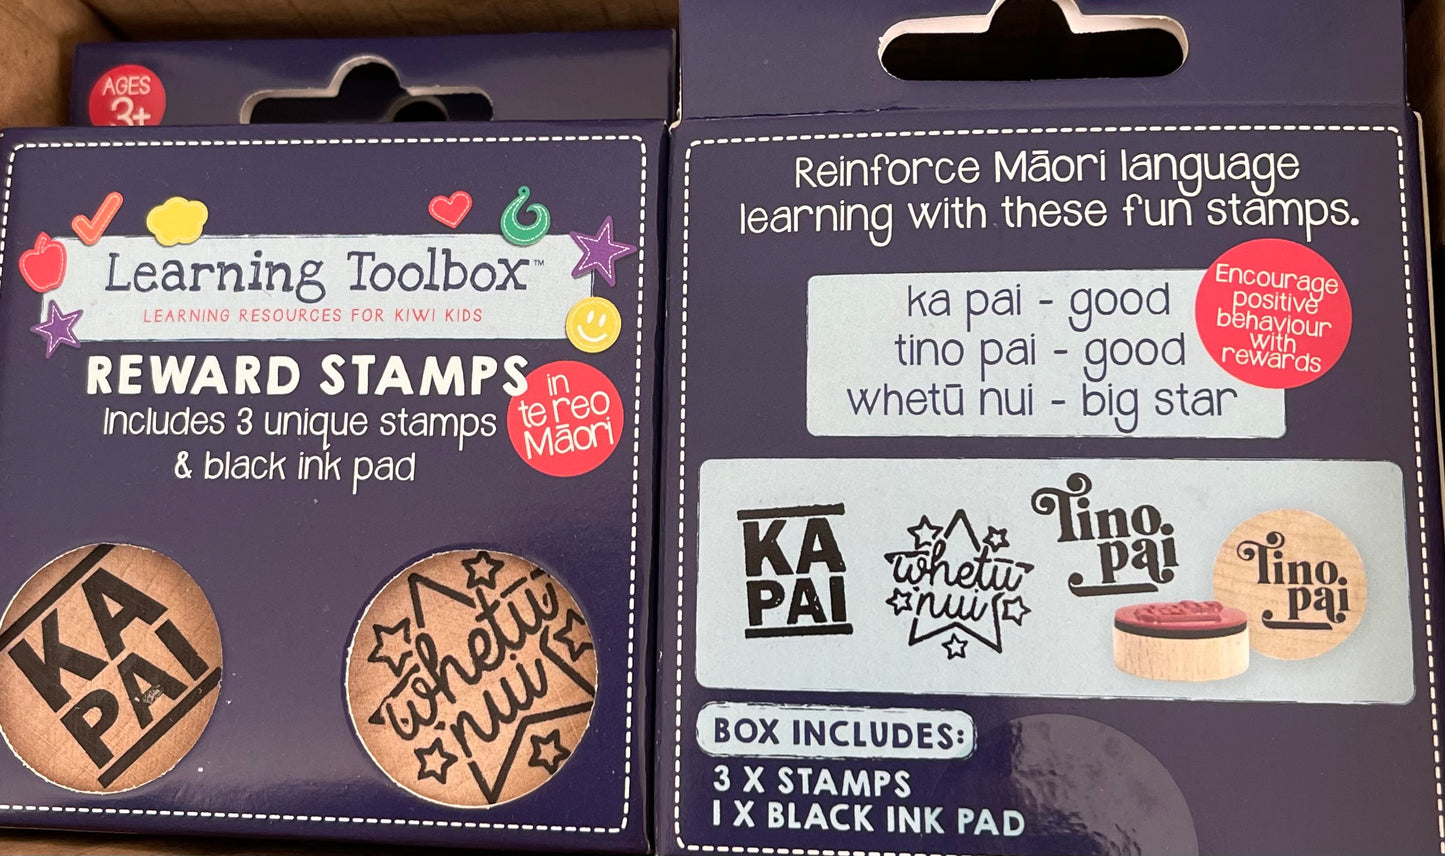 AGES
3+
Learning Toolbox™
LEARNING RESOURCES FOR KIWI KIDS
REWARD STAMPS
Includes 3 unique stamps
& black ink pad
in
te reo
Māori
KA
PAI
whetū
nui
Reinforce Māori language
learning with these fun stamps.
ka pai - good
tino pai - good
whetū nui - big star
Encourage
positive
behaviour
with
rewards
KA
PAI
whetū
nui
Tino
pai
Tino
pai
BOX INCLUDES:
3 X STAMPS
1 X BLACK INK PAD